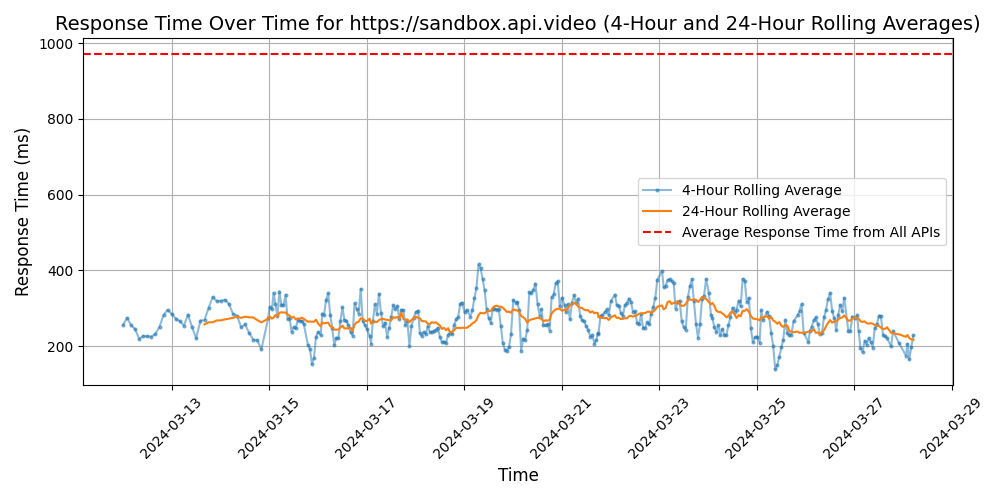 Response Time Over Time for https://sandbox.api.video (4-Hour and 24-Hour Rolling Averages)
Response Time (ms)
1000
800
600
400
200
4-Hour Rolling Average
24-Hour Rolling Average
Average Response Time from All APIs
2024-03-13
2024-03-15
2024-03-17
2024-03-19
2024-03-21
2024-03-23
2024-03-25
2024-03-27
2024-03-29
Time